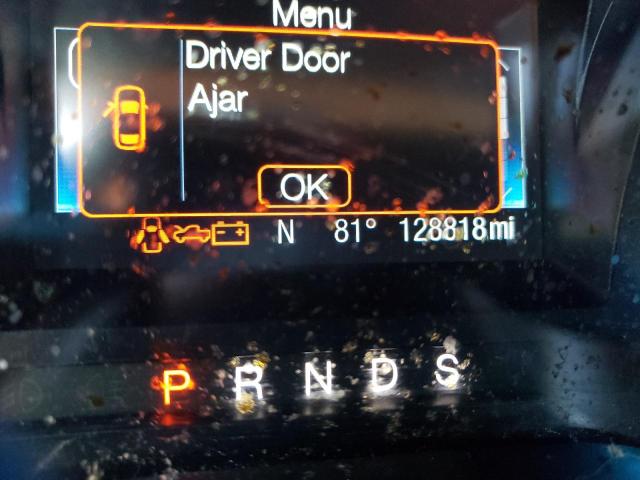 Menu
Driver Door
Ajar
OK
N 81° 128818mi
P R N D S